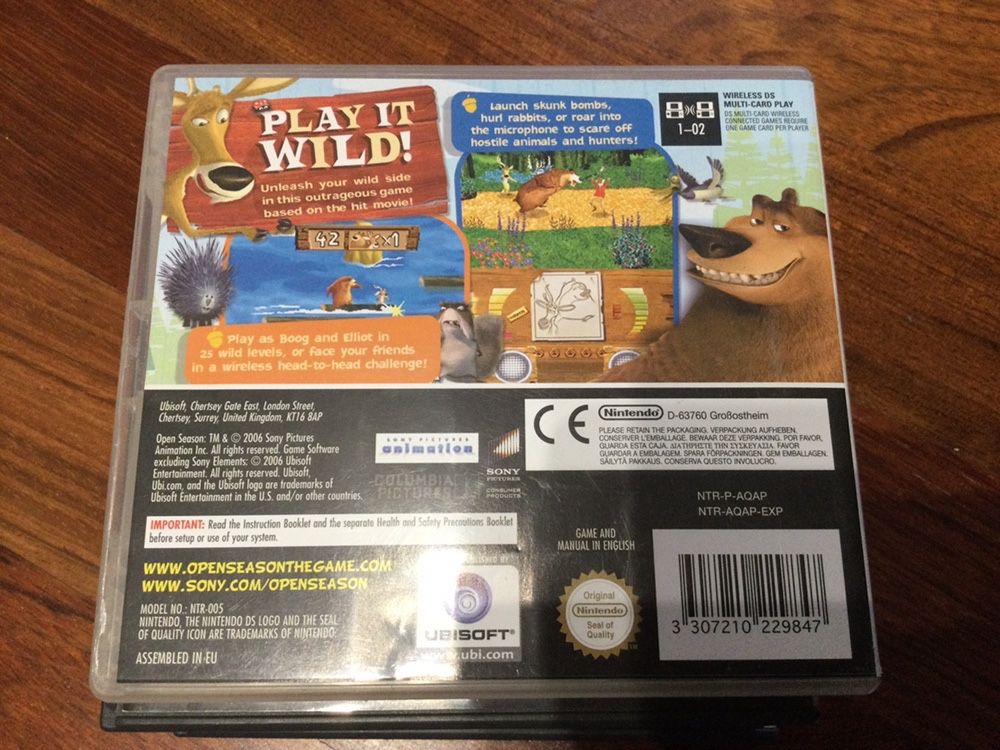 PLAY IT
WILD!
Unleash your wild side
in this outrageous game
based on the hit movie!
Launch skunk bombs,
hurl rabbits, or roar into
the microphone to scare off
hostile animals and hunters!
1–02
WIRELESS DS
MULTI-CARD PLAY
DS MULTI-CARD WIRELESS
CONNECTED GAMES REQUIRE
ONE GAME CARD PER PLAYER
42 x1
Play as Boog and Elliot in
25 wild levels, or face your friends
in a wireless head-to-head challenge!
Ubisoft, Chertsey Gate East, London Street,
Chertsey, Surrey, United Kingdom, KT16 8AP
Open Season: TM & © 2006 Sony Pictures
Animation Inc. All rights reserved. Game Software
excluding Sony Elements: © 2006 Ubisoft
Entertainment. All rights reserved. Ubisoft,
Ubi.com, and the Ubisoft logo are trademarks of
Ubisoft Entertainment in the U.S. and/or other countries.
SONY PICTURES
animation
COLUMBIA
PICTURES
SONY
PICTURES
CONSUMER
PRODUCTS
CE
Nintendo D-63760 Großostheim
PLEASE RETAIN THE PACKAGING. VERPACKUNG AUFHEBEN.
CONSERVER L'EMBALLAGE. BEWAAR DEZE VERPAKKING. POR FAVOR,
GUARDA ESTA CAJA. ΔΙΑΤΗΡΗΣΤΕ ΤΗΝ ΣΥΣΚΕΥΑΣΙΑ. FAVOR
GUARDAR A EMBALAGEM. SPARA FÖRPACKNINGEN. GEM EMBALLAGEN.
SÄILYTÄ PAKKAUS. CONSERVA QUESTO INVOLUCRO.
NTR-P-AQAP
NTR-AQAP-EXP
IMPORTANT: Read the Instruction Booklet and the separate Health and Safety Precautions Booklet
before setup or use of your system.
GAME AND
MANUAL IN ENGLISH
WWW.OPENSEASONTHEGAME.COM
WWW.SONY.COM/OPENSEASON
MODEL NO.: NTR-005
NINTENDO, THE NINTENDO DS LOGO AND THE SEAL
OF QUALITY ICON ARE TRADEMARKS OF NINTENDO.
ASSEMBLED IN EU
PUBLISHED BY
UBISOFT®
www.ubi.com
Original
Nintendo
Seal of
Quality
TM
3 307210 229847